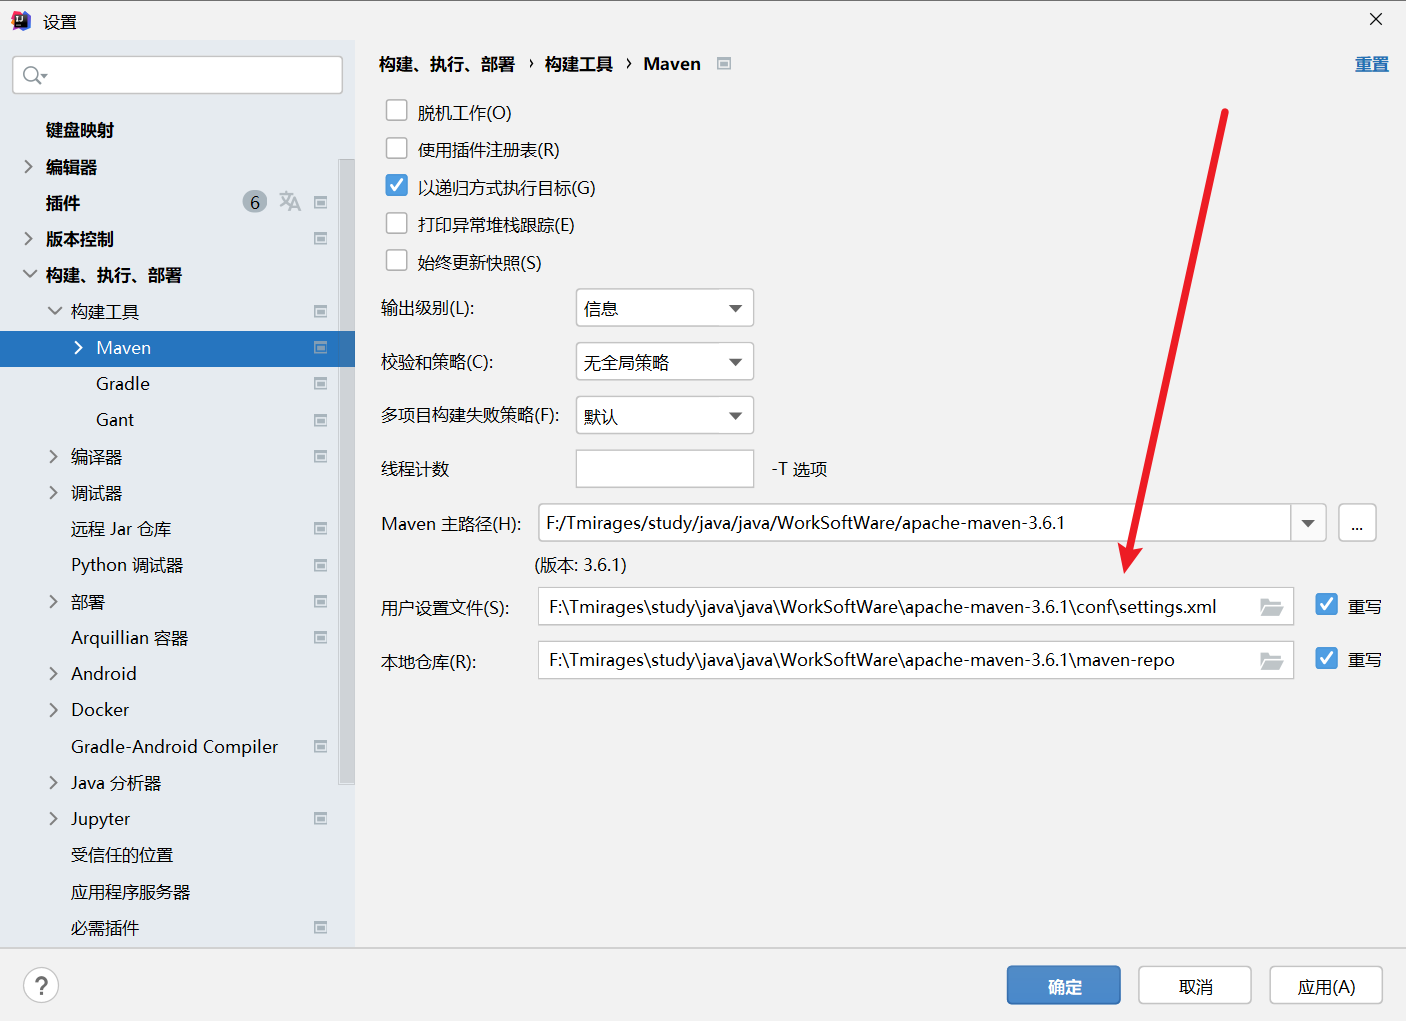 设置
键盘映射
编辑器
插件 6
版本控制
构建、执行、部署
构建工具
Maven
Gradle
Gant
编译器
调试器
远程 Jar 仓库
Python 调试器
部署
Arquillian 容器
Android
Docker
Gradle-Android Compiler
Java 分析器
Jupyter
受信任的位置
应用程序服务器
必需插件
构建、执行、部署 › 构建工具 › Maven 重置
脱机工作(O)
使用插件注册表(R)
以递归方式执行目标(G)
打印异常堆栈跟踪(E)
始终更新快照(S)
输出级别(L): 信息
校验和策略(C): 无全局策略
多项目构建失败策略(F): 默认
线程计数 -T 选项
Maven 主路径(H): F:/Tmirages/study/java/java/WorkSoftWare/apache-maven-3.6.1 ...
(版本: 3.6.1)
用户设置文件(S): F:\Tmirages\study\java\java\WorkSoftWare\apache-maven-3.6.1\conf\settings.xml 重写
本地仓库(R): F:\Tmirages\study\java\java\WorkSoftWare\apache-maven-3.6.1\maven-repo 重写
? 确定 取消 应用(A)